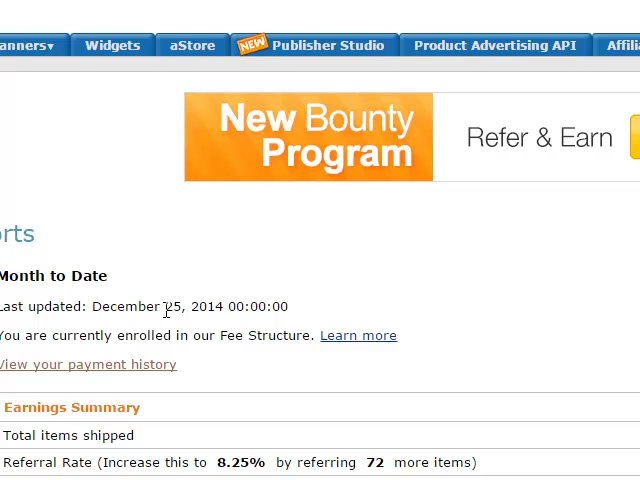 anners▾ Widgets aStore NEW Publisher Studio Product Advertising API Affili
New Bounty
Program
Refer & Earn
orts
Month to Date
Last updated: December 25, 2014 00:00:00
You are currently enrolled in our Fee Structure. Learn more
View your payment history
Earnings Summary
Total items shipped
Referral Rate (Increase this to 8.25% by referring 72 more items)